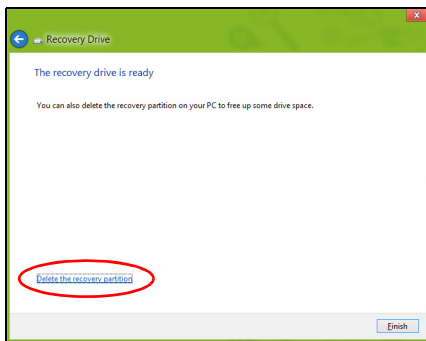 Recovery Drive
The recovery drive is ready
You can also delete the recovery partition on your PC to free up some drive space.
Delete the recovery partition
Finish